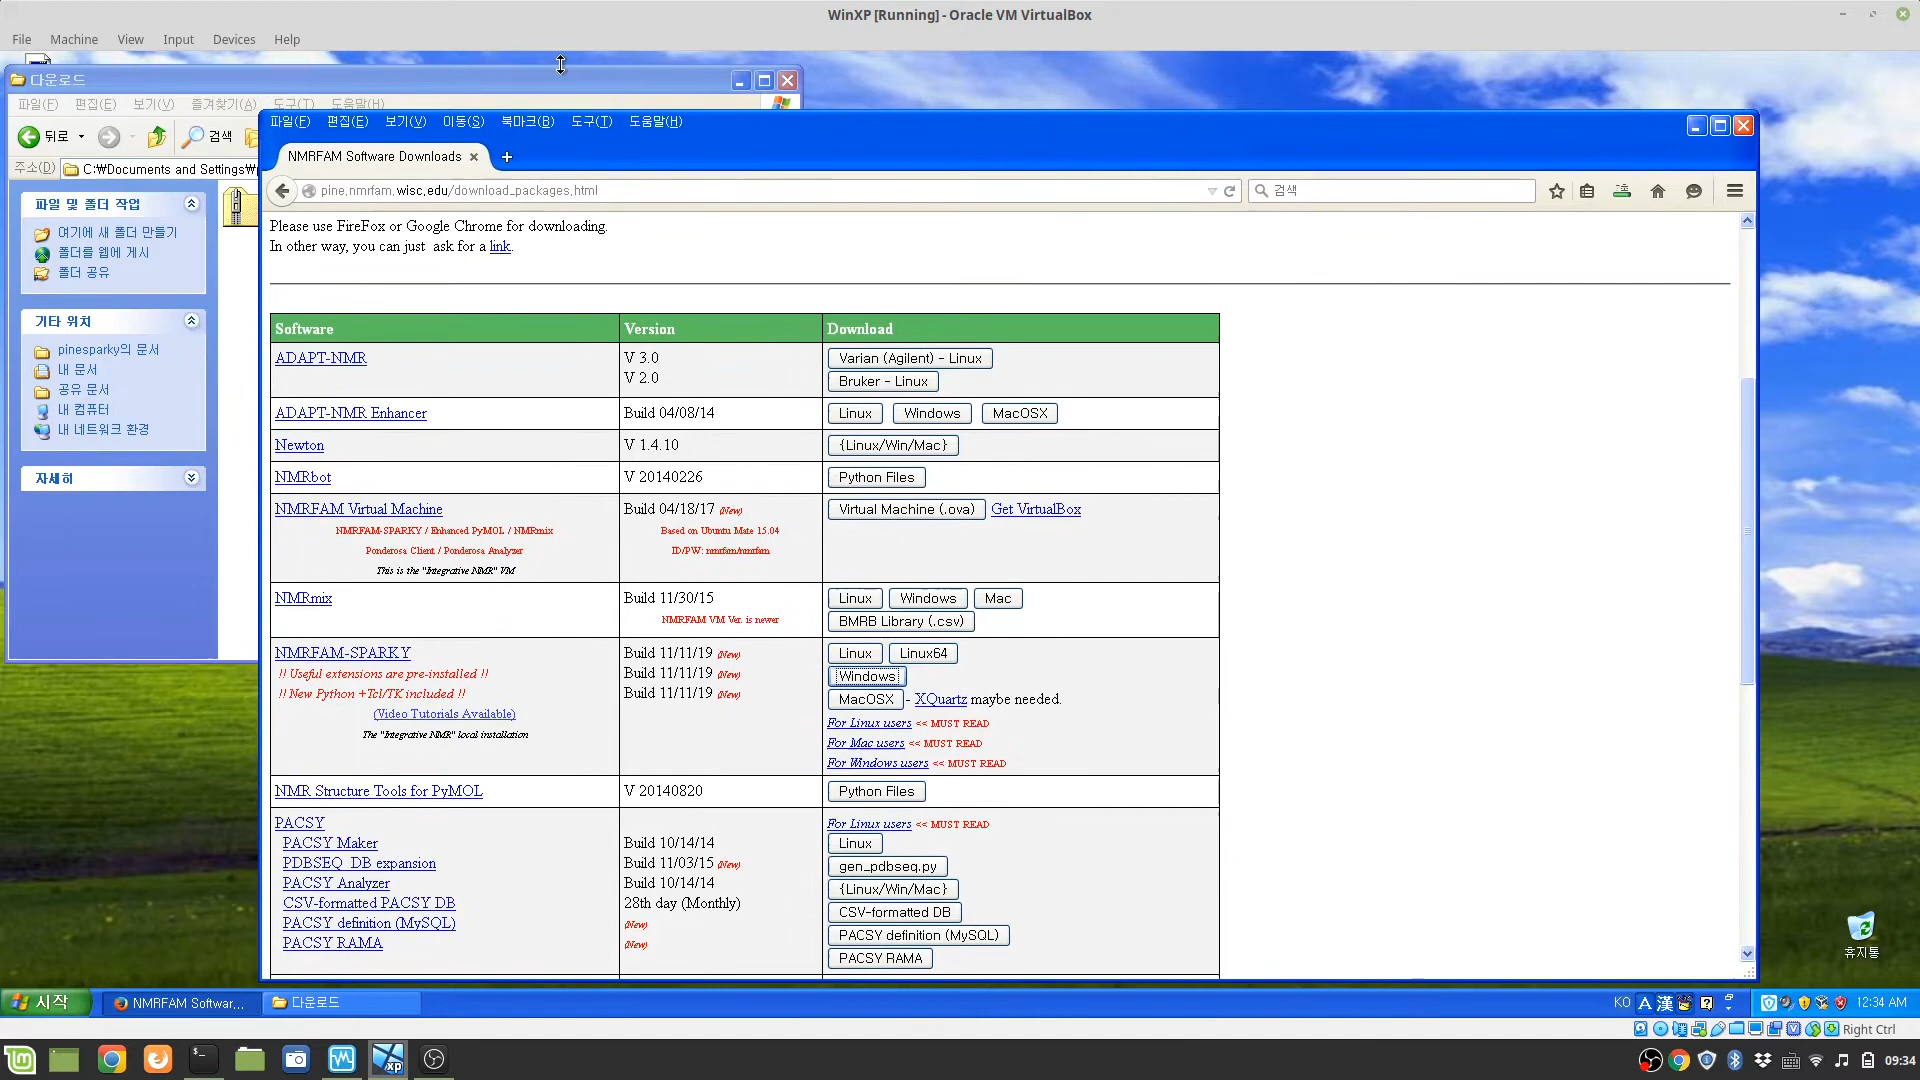 WinXP [Running] - Oracle VM VirtualBox
File Machine View Input Devices Help
다운로드
파일(F) 편집(E) 보기(V) 즐겨찾기(A) 도구(T) 도움말(H)
뒤로 검색
주소(D) C:₩Documents and Settings₩
파일 및 폴더 작업
여기에 새 폴더 만들기
폴더를 웹에 게시
폴더 공유
기타 위치
pinesparky의 문서
내 문서
공유 문서
내 컴퓨터
내 네트워크 환경
자세히
파일(F) 편집(E) 보기(V) 이동(S) 북마크(B) 도구(T) 도움말(H)
NMRFAM Software Downloads
pine.nmrfam.wisc.edu/download_packages.html 검색
Please use FireFox or Google Chrome for downloading.
In other way, you can just ask for a link.
Software Version Download
ADAPT-NMR V 3.0 Varian (Agilent) - Linux
V 2.0 Bruker - Linux
ADAPT-NMR Enhancer Build 04/08/14 Linux Windows MacOSX
Newton V 1.4.10 {Linux/Win/Mac}
NMRbot V 20140226 Python Files
NMRFAM Virtual Machine Build 04/18/17 (New) Virtual Machine (.ova) Get VirtualBox
NMRFAM-SPARKY / Enhanced PyMOL / NMRmix Based on Ubuntu Mate 15.04
Ponderosa Client / Ponderosa Analyzer ID/PW: nmrfam/nmrfam
This is the "Integrative NMR" VM
NMRmix Build 11/30/15 Linux Windows Mac
NMRFAM VM Ver. is newer BMRB Library (.csv)
NMRFAM-SPARKY Build 11/11/19 (New) Linux Linux64
!! Useful extensions are pre-installed !! Build 11/11/19 (New) Windows
!! New Python +Tcl/TK included !! Build 11/11/19 (New) MacOSX - XQuartz maybe needed.
(Video Tutorials Available) For Linux users << MUST READ
The "Integrative NMR" local installation For Mac users << MUST READ
For Windows users << MUST READ
NMR Structure Tools for PyMOL V 20140820 Python Files
PACSY For Linux users << MUST READ
PACSY Maker Build 10/14/14 Linux
PDBSEQ_DB expansion Build 11/03/15 (New) gen_pdbseq.py
PACSY Analyzer Build 10/14/14 {Linux/Win/Mac}
CSV-formatted PACSY DB 28th day (Monthly) CSV-formatted DB
PACSY definition (MySQL) (New) PACSY definition (MySQL)
PACSY RAMA (New) PACSY RAMA
휴지통
시작 NMRFAM Softwar... 다운로드 KO A 漢 12:34 AM
Right Ctrl
xp 09:34